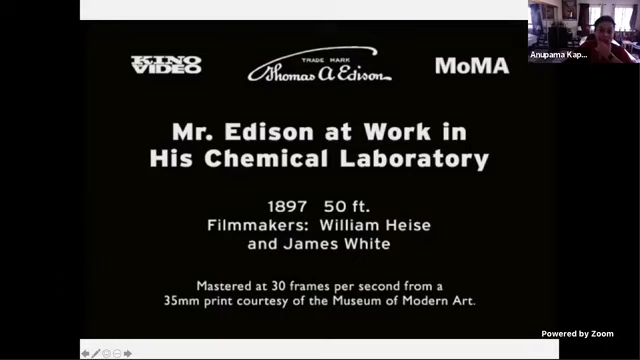 KINO
VIDEO
TRADE MARK
Thomas A Edison
MoMA
Mr. Edison at Work in
His Chemical Laboratory
1897 50 ft.
Filmmakers: William Heise
and James White
Mastered at 30 frames per second from a
35mm print courtesy of the Museum of Modern Art.
Anupama Kap...
Powered by Zoom